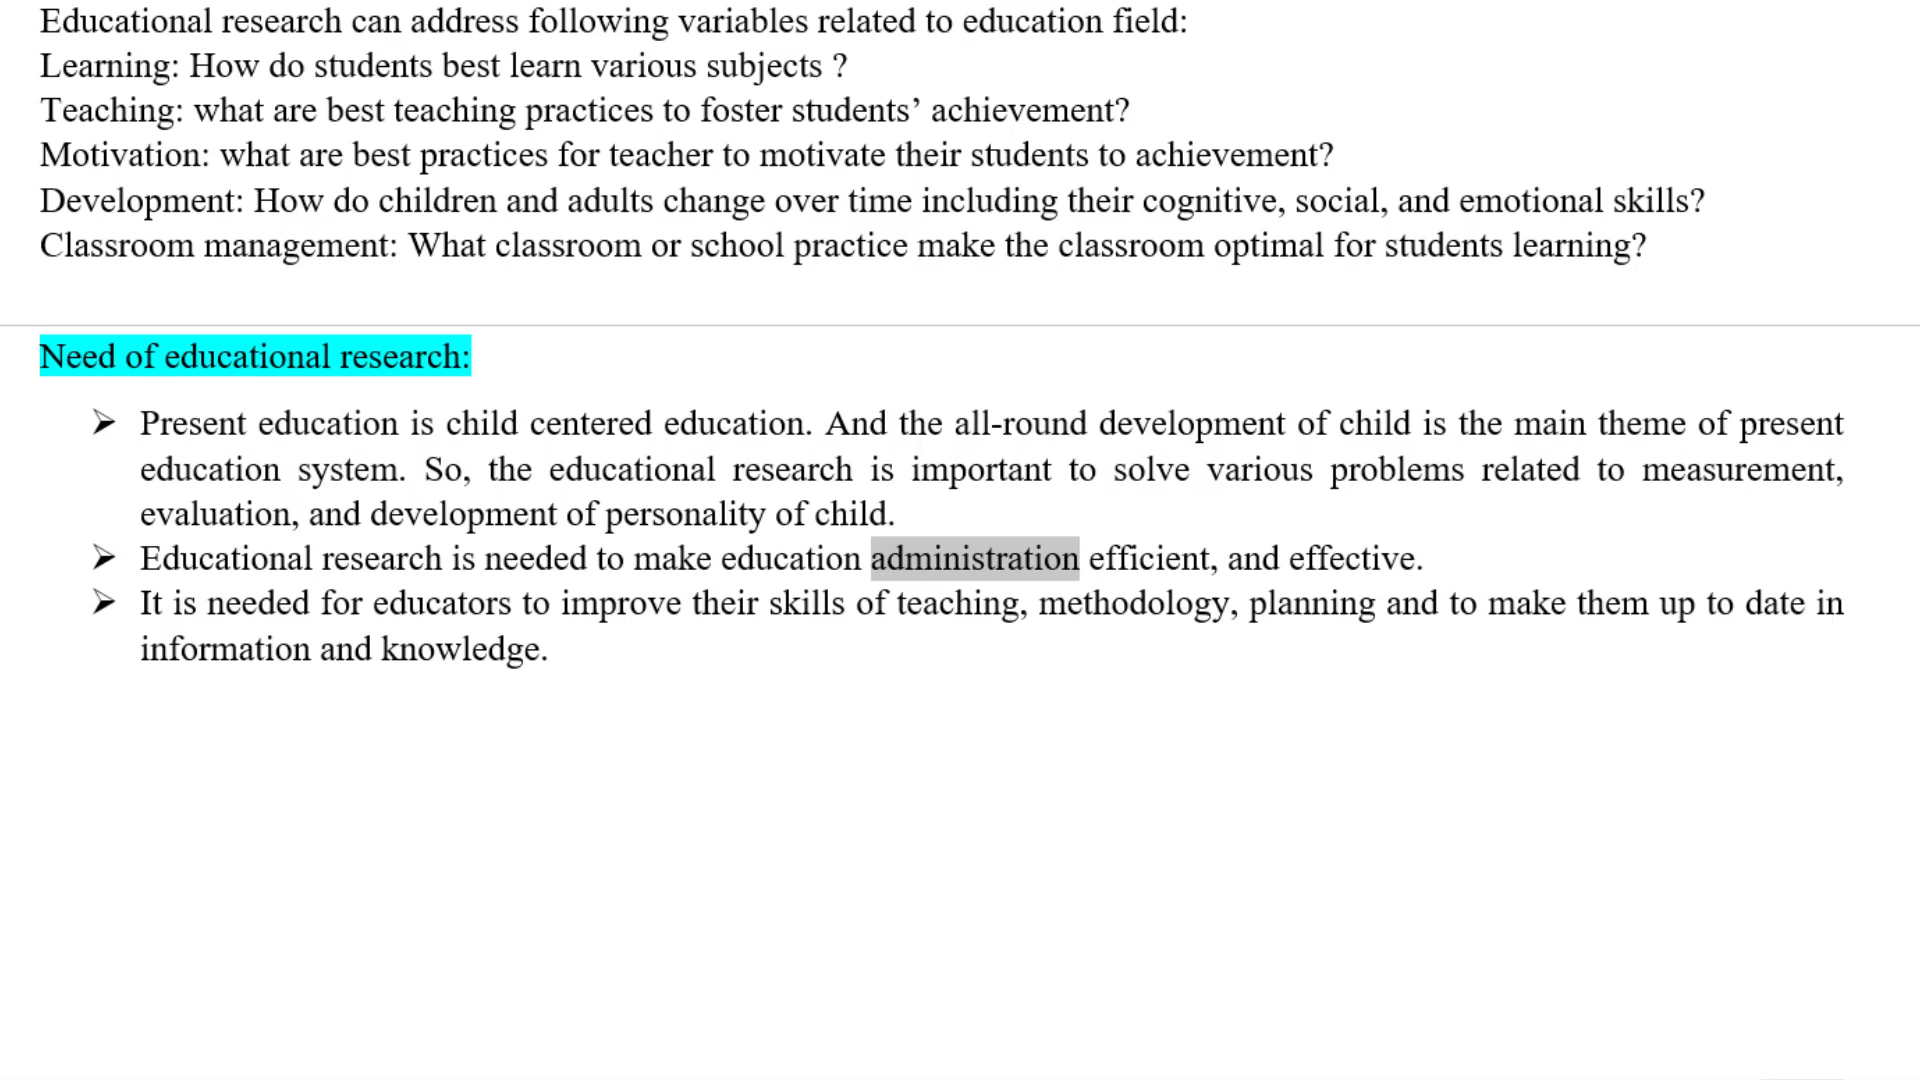 Educational research can address following variables related to education field:
Learning: How do students best learn various subjects ?
Teaching: what are best teaching practices to foster students’ achievement?
Motivation: what are best practices for teacher to motivate their students to achievement?
Development: How do children and adults change over time including their cognitive, social, and emotional skills?
Classroom management: What classroom or school practice make the classroom optimal for students learning?
Need of educational research:
➢ Present education is child centered education. And the all-round development of child is the main theme of present
education system. So, the educational research is important to solve various problems related to measurement,
evaluation, and development of personality of child.
➢ Educational research is needed to make education administration efficient, and effective.
➢ It is needed for educators to improve their skills of teaching, methodology, planning and to make them up to date in
information and knowledge.